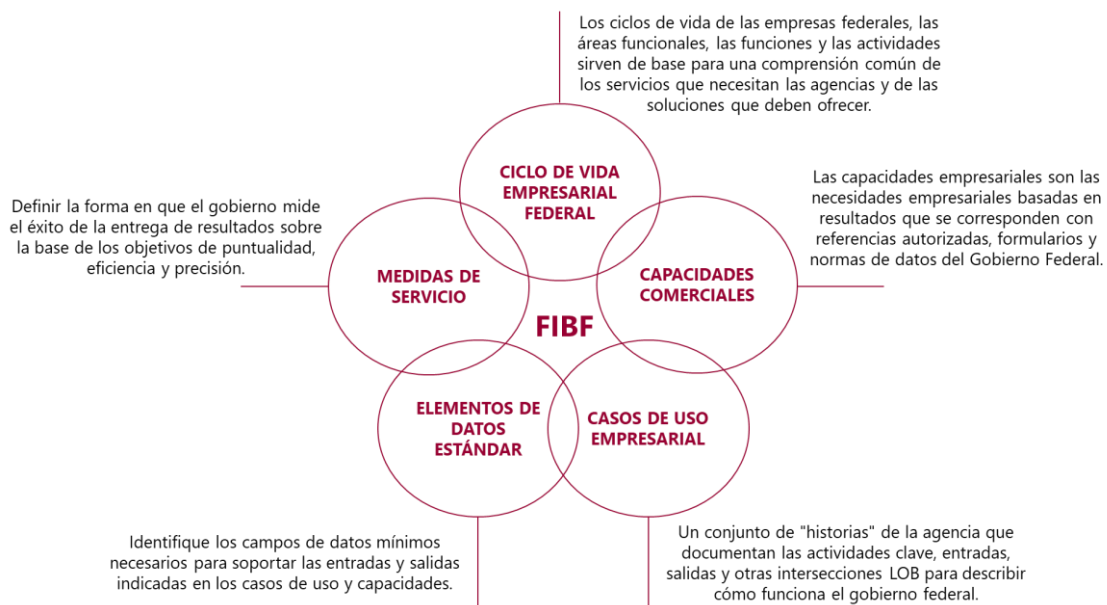 Los ciclos de vida de las empresas federales, las
áreas funcionales, las funciones y las actividades
sirven de base para una comprensión común de
los servicios que necesitan las agencias y de las
soluciones que deben ofrecer.
CICLO DE VIDA
EMPRESARIAL
FEDERAL
Las capacidades empresariales son las
necesidades empresariales basadas en
resultados que se corresponden con
referencias autorizadas, formularios y
normas de datos del Gobierno Federal.
Definir la forma en que el gobierno mide
el éxito de la entrega de resultados sobre
la base de los objetivos de puntualidad,
eficiencia y precisión.
MEDIDAS DE
SERVICIO
CAPACIDADES
COMERCIALES
FIBF
ELEMENTOS DE
DATOS
ESTÁNDAR
CASOS DE USO
EMPRESARIAL
Identifique los campos de datos mínimos
necesarios para soportar las entradas y salidas
indicadas en los casos de uso y capacidades.
Un conjunto de "historias" de la agencia que
documentan las actividades clave, entradas,
salidas y otras intersecciones LOB para describir
cómo funciona el gobierno federal.